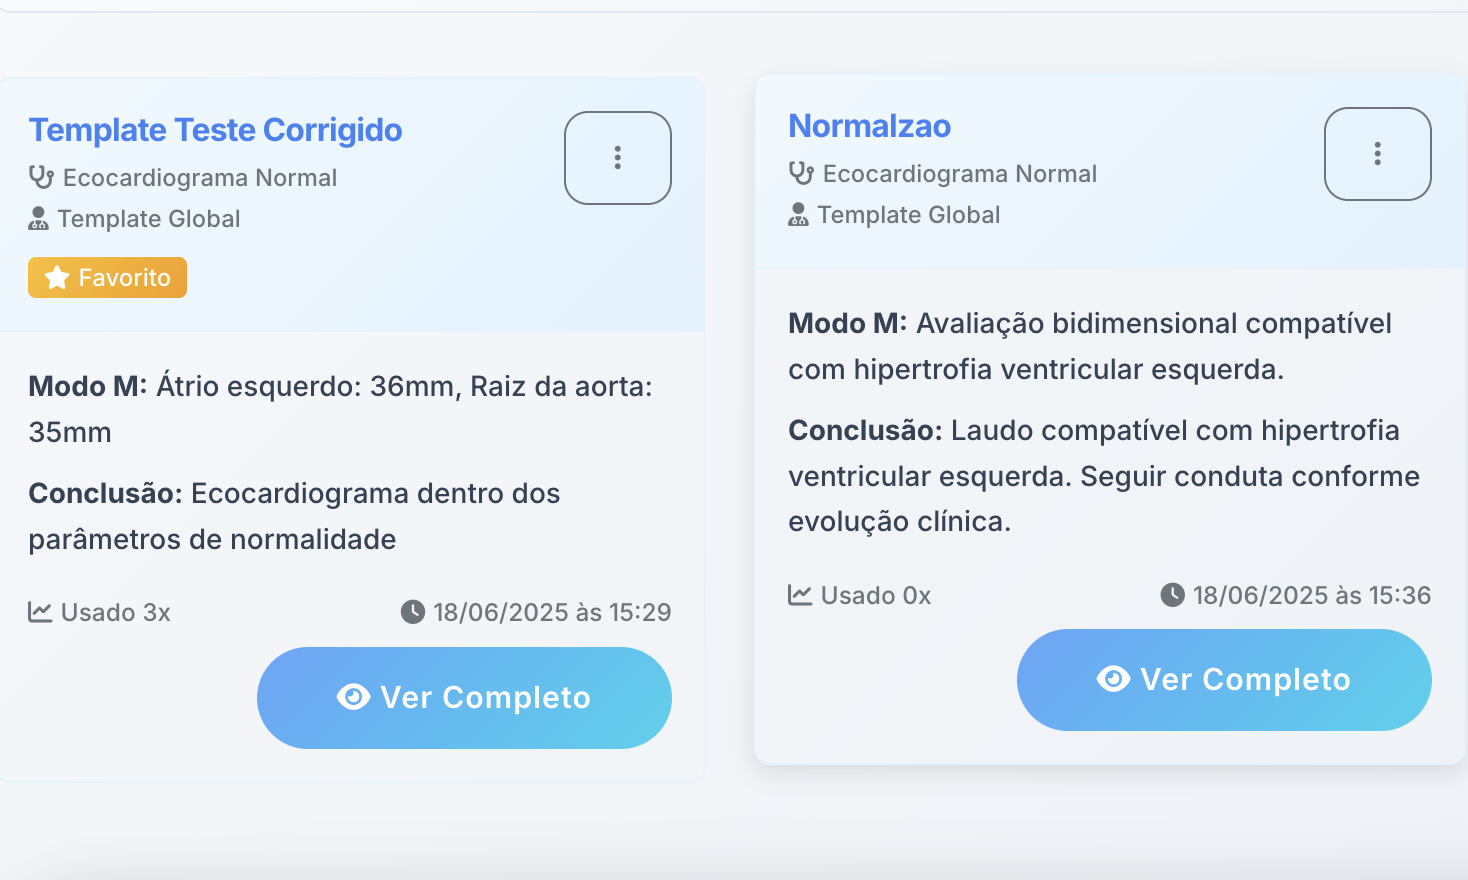 Template Teste Corrigido
Ecocardiograma Normal
Template Global
Favorito
Modo M: Átrio esquerdo: 36mm, Raiz da aorta:
35mm
Conclusão: Ecocardiograma dentro dos
parâmetros de normalidade
Usado 3x
18/06/2025 às 15:29
Ver Completo
Normalzao
Ecocardiograma Normal
Template Global
Modo M: Avaliação bidimensional compatível
com hipertrofia ventricular esquerda.
Conclusão: Laudo compatível com hipertrofia
ventricular esquerda. Seguir conduta conforme
evolução clínica.
Usado 0x
18/06/2025 às 15:36
Ver Completo